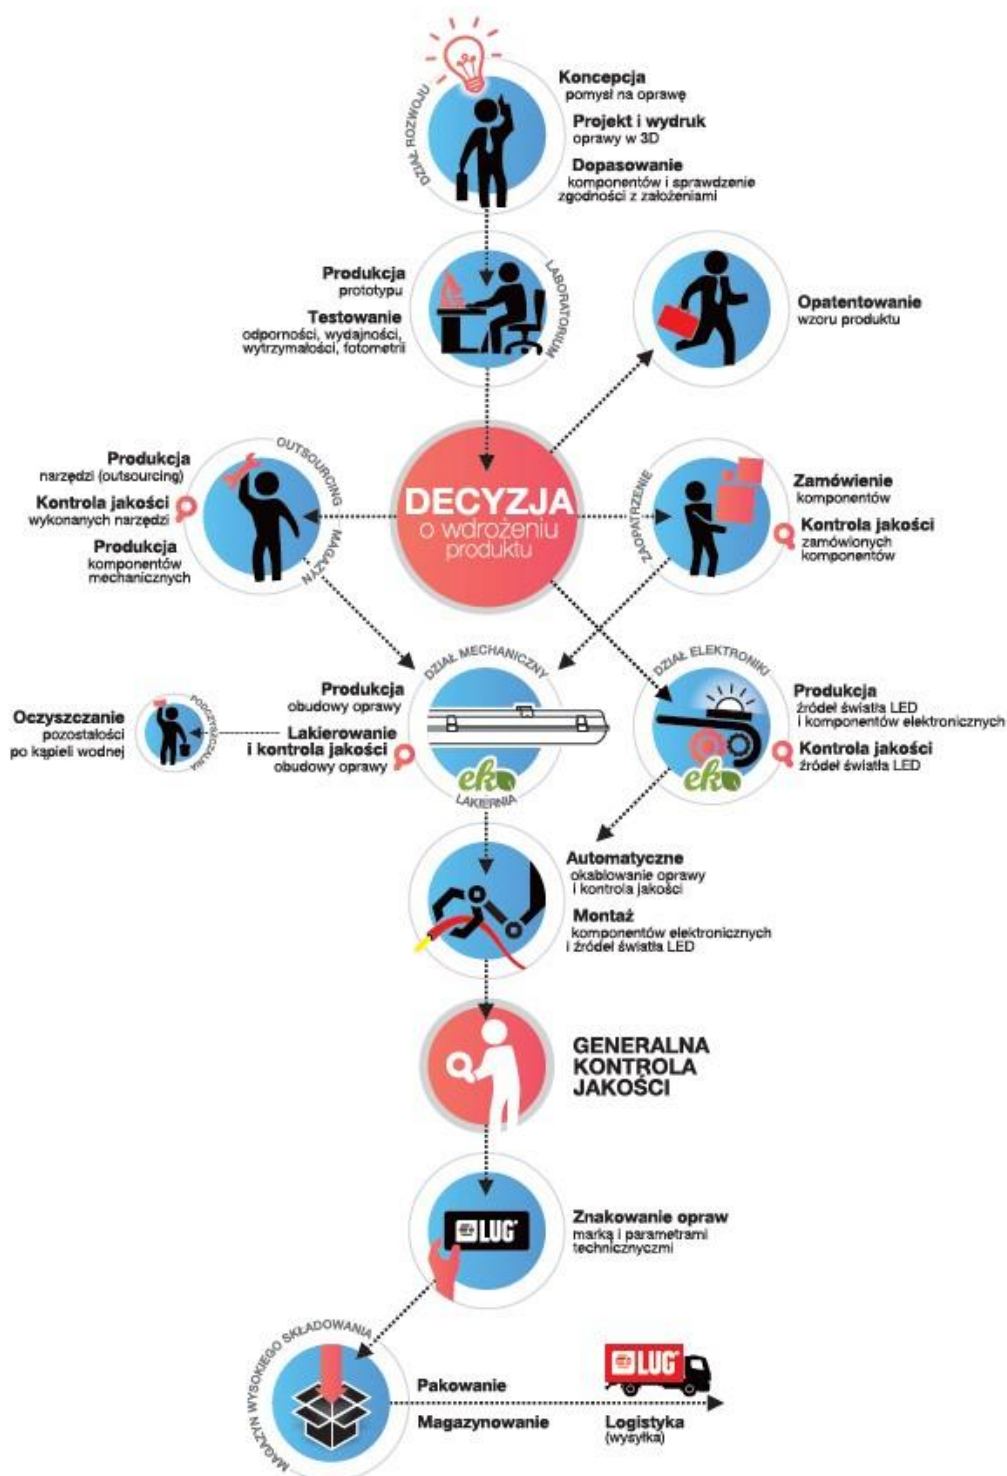 DZIAŁ ROZWOJU
Koncepcja
pomysł na oprawę
Projekt i wydruk
oprawy w 3D
Dopasowanie
komponentów i sprawdzenie
zgodności z założeniami
Produkcja
prototypu
Testowanie
odporności, wydajności,
wytrzymałości, fotometrii
LABORATORIUM
Opatentowanie
wzoru produktu
Produkcja
narzędzi (outsourcing)
Kontrola jakości
wykonanych narzędzi
Produkcja
komponentów
mechanicznych
OUTSOURCING
MAGAZYN
DECYZJA
o wdrożeniu
produktu
ZAOPATRZENIE
Zamówienie
komponentów
Kontrola jakości
zamówionych
komponentów
Oczyszczanie
pozostałości
po kąpieli wodnej
PODCZYSZCZALNIA
Produkcja
obudowy oprawy
Lakierowanie
i kontrola jakości
obudowy oprawy
DZIAŁ MECHANICZNY
eko
LAKIERNIA
DZIAŁ ELEKTRONIKI
eko
Produkcja
źródeł światła LED
i komponentów elektronicznych
Kontrola jakości
źródeł światła LED
Automatyczne
okablowanie oprawy
i kontrola jakości
Montaż
komponentów elektronicznych
i źródeł światła LED
GENERALNA
KONTROLA
JAKOŚCI
LUG
Znakowanie opraw
marką i parametrami
technicznyczmi
MAGAZYN WYSOKIEGO SKŁADOWANIA
Pakowanie
Magazynowanie
LUG
Logistyka
(wysyłka)